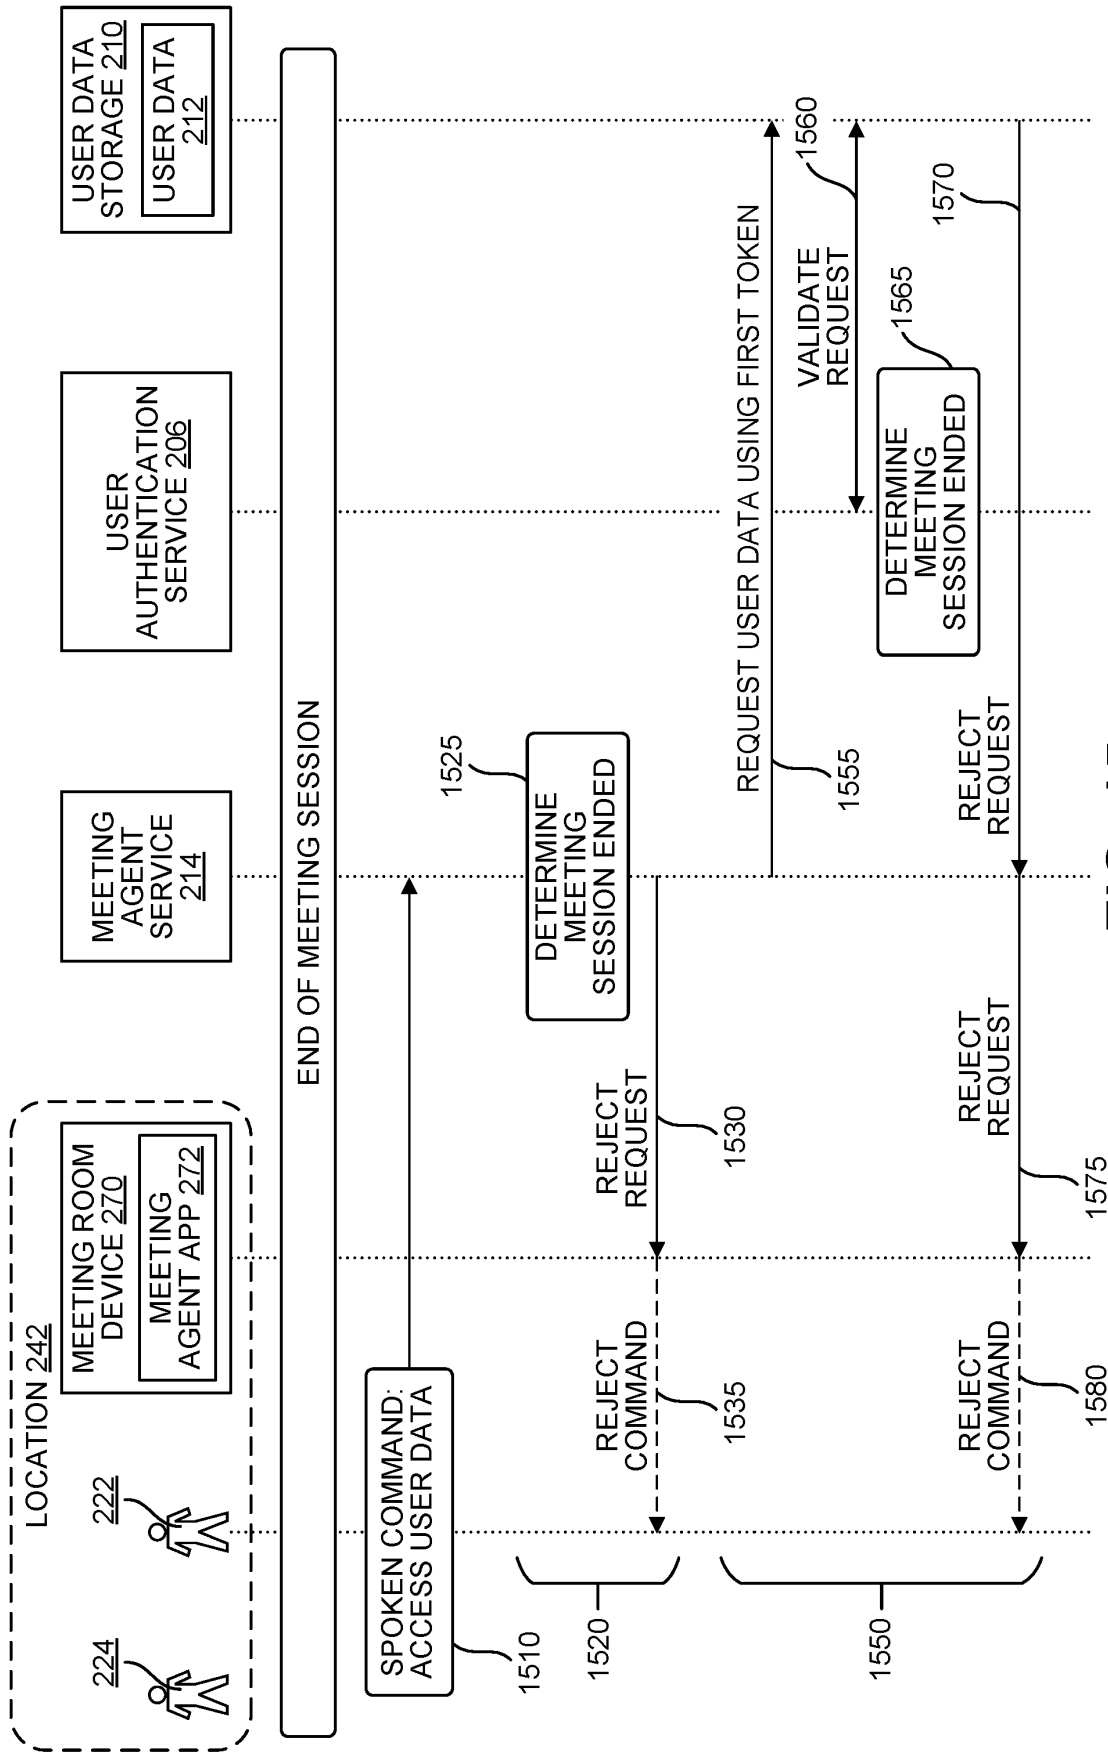 LOCATION 242
224
222
MEETING ROOM
DEVICE 270
MEETING
AGENT APP 272
MEETING
AGENT
SERVICE
214
USER
AUTHENTICATION
SERVICE 206
USER DATA
STORAGE 210
USER DATA
212
END OF MEETING SESSION
SPOKEN COMMAND:
ACCESS USER DATA
1510
1525
DETERMINE
MEETING
SESSION ENDED
1520
REJECT
COMMAND
1535
REJECT
REQUEST
1530
REQUEST USER DATA USING FIRST TOKEN
1555
VALIDATE
REQUEST
1560
DETERMINE
MEETING
SESSION ENDED
1565
1550
REJECT
COMMAND
1580
REJECT
REQUEST
1575
REJECT
REQUEST
1570